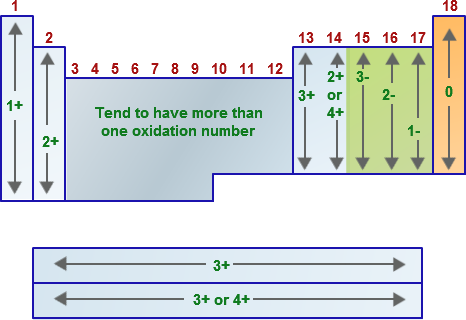 1
18
2
13 14 15 16 17
3 4 5 6 7 8 9 10 11 12
1+
2+
Tend to have more than
one oxidation number
3+
2+
or
4+
3-
2-
1-
0
3+
3+ or 4+